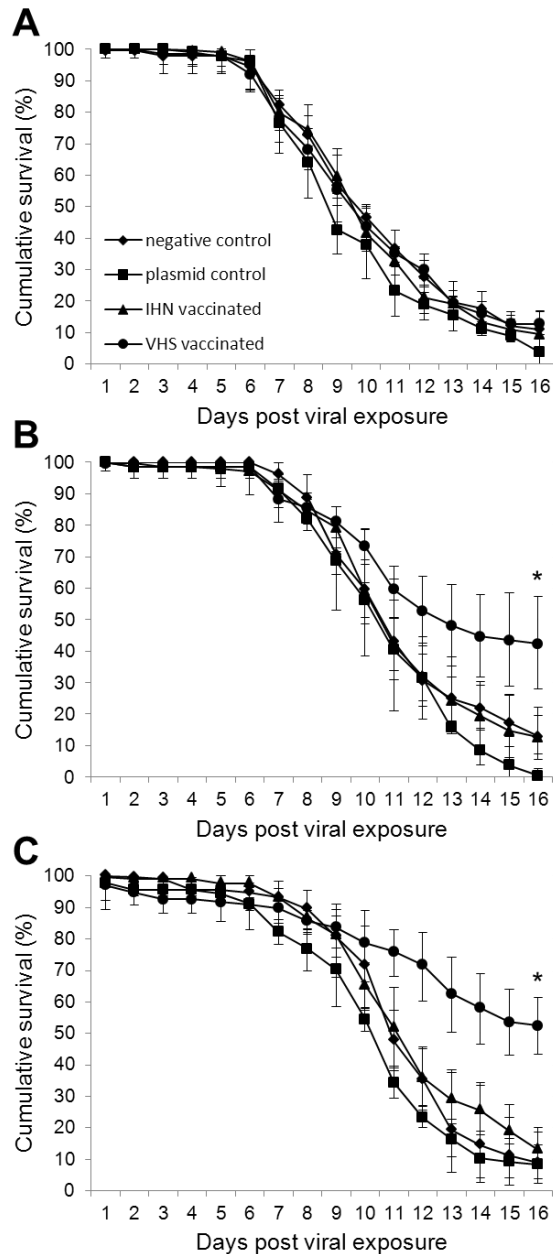 A
Cumulative survival (%)
100
90
80
70
60
50
40
30
20
10
0
negative control
plasmid control
IHN vaccinated
VHS vaccinated
1 2 3 4 5 6 7 8 9 10 11 12 13 14 15 16
Days post viral exposure
B
Cumulative survival (%)
100
90
80
70
60
50
40
30
20
10
0
*
1 2 3 4 5 6 7 8 9 10 11 12 13 14 15 16
Days post viral exposure
C
Cumulative survival (%)
100
90
80
70
60
50
40
30
20
10
0
*
1 2 3 4 5 6 7 8 9 10 11 12 13 14 15 16
Days post viral exposure